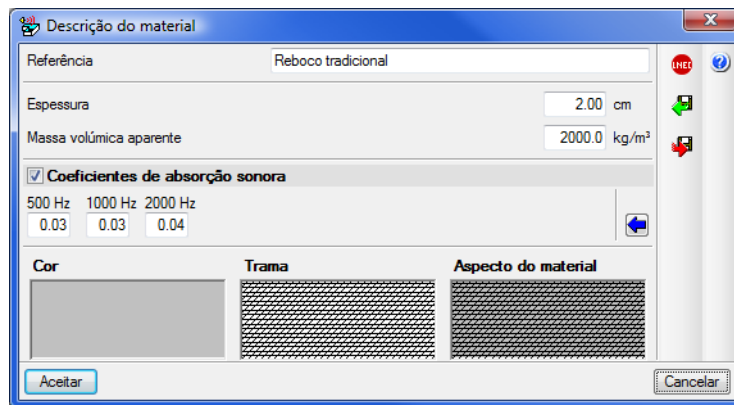 Descrição do material
Referência Reboco tradicional
LNEC
Espessura 2.00 cm
Massa volúmica aparente 2000.0 kg/m³
Coeficientes de absorção sonora
500 Hz 1000 Hz 2000 Hz
0.03 0.03 0.04
Cor Trama Aspecto do material
Aceitar Cancelar